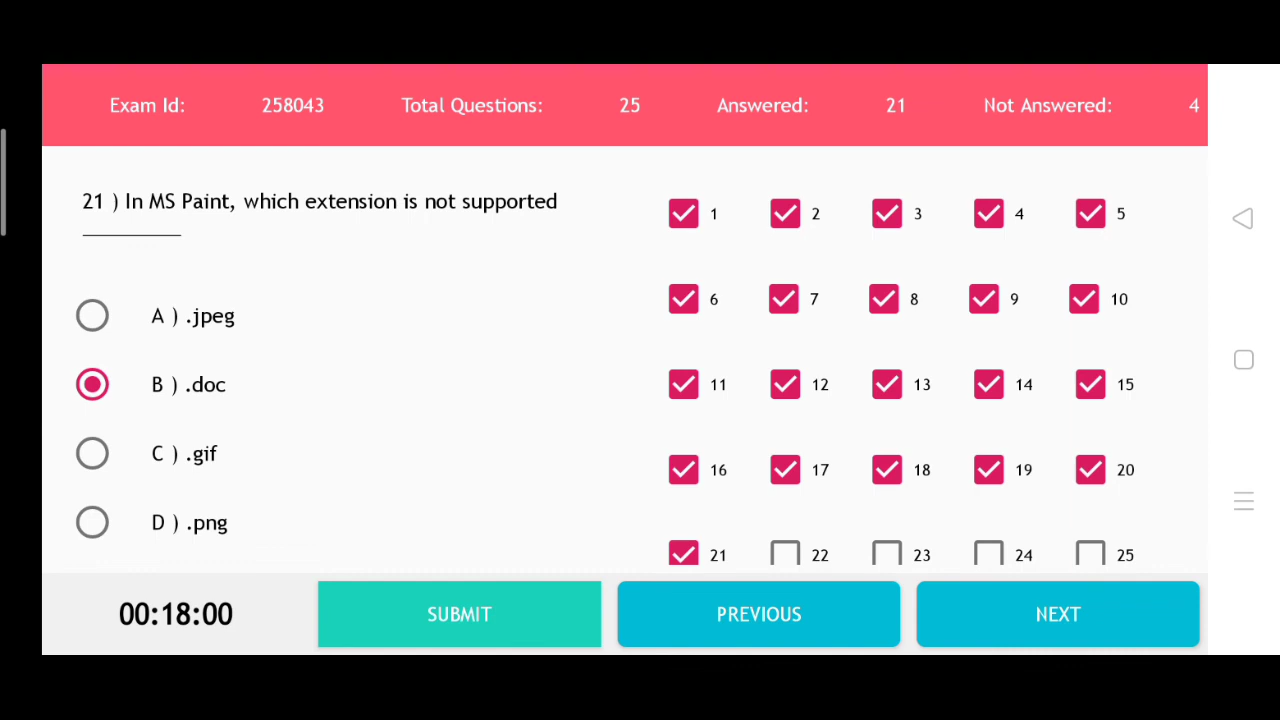 Exam Id: 258043 Total Questions: 25 Answered: 21 Not Answered: 4
21 ) In MS Paint, which extension is not supported
__________
A ) .jpeg
B ) .doc
C ) .gif
D ) .png
1 2 3 4 5
6 7 8 9 10
11 12 13 14 15
16 17 18 19 20
21 22 23 24 25
00:18:00 SUBMIT PREVIOUS NEXT